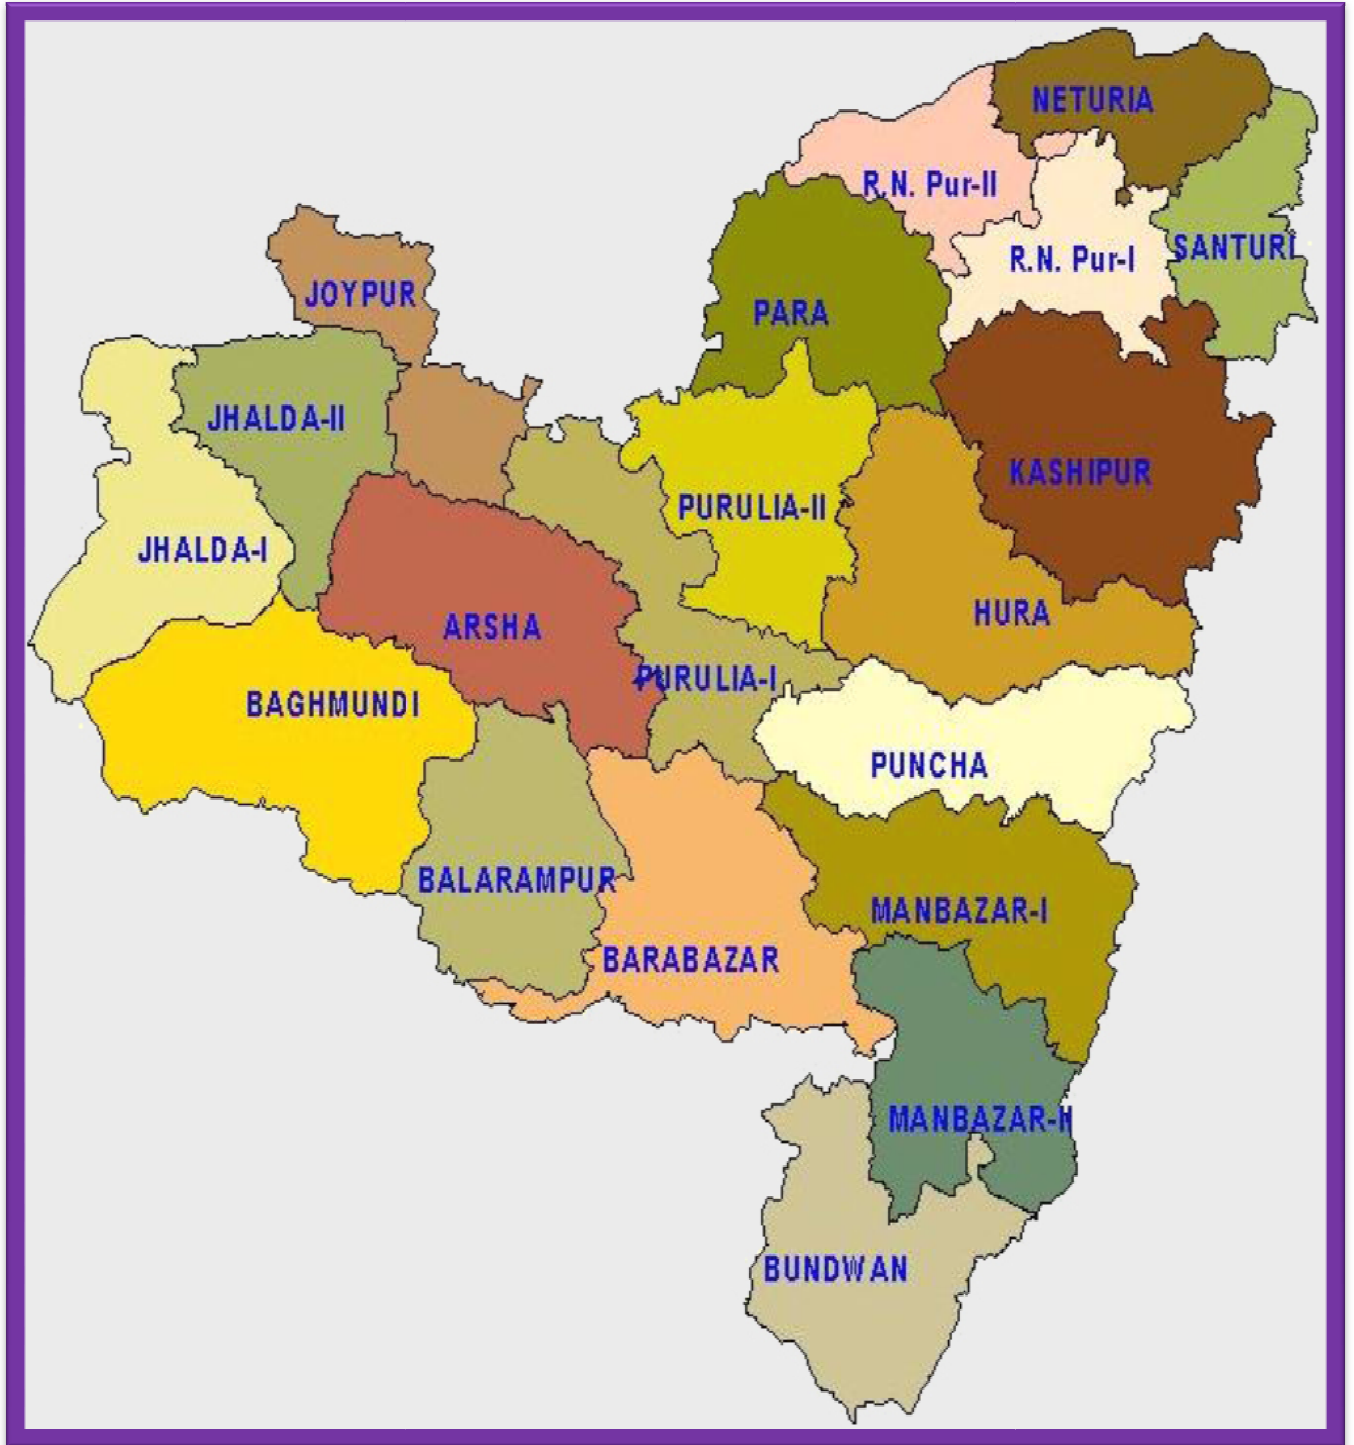 NETURIA
R.N. Pur-II
SANTURI
R.N. Pur-I
JOYPUR
PARA
JHALDA-II
KASHIPUR
PURULIA-II
JHALDA-I
HURA
ARSHA
PURULIA-I
BAGHMUNDI
PUNCHA
BALARAMPUR
MANBAZAR-I
BARABAZAR
MANBAZAR-II
BUNDWAN